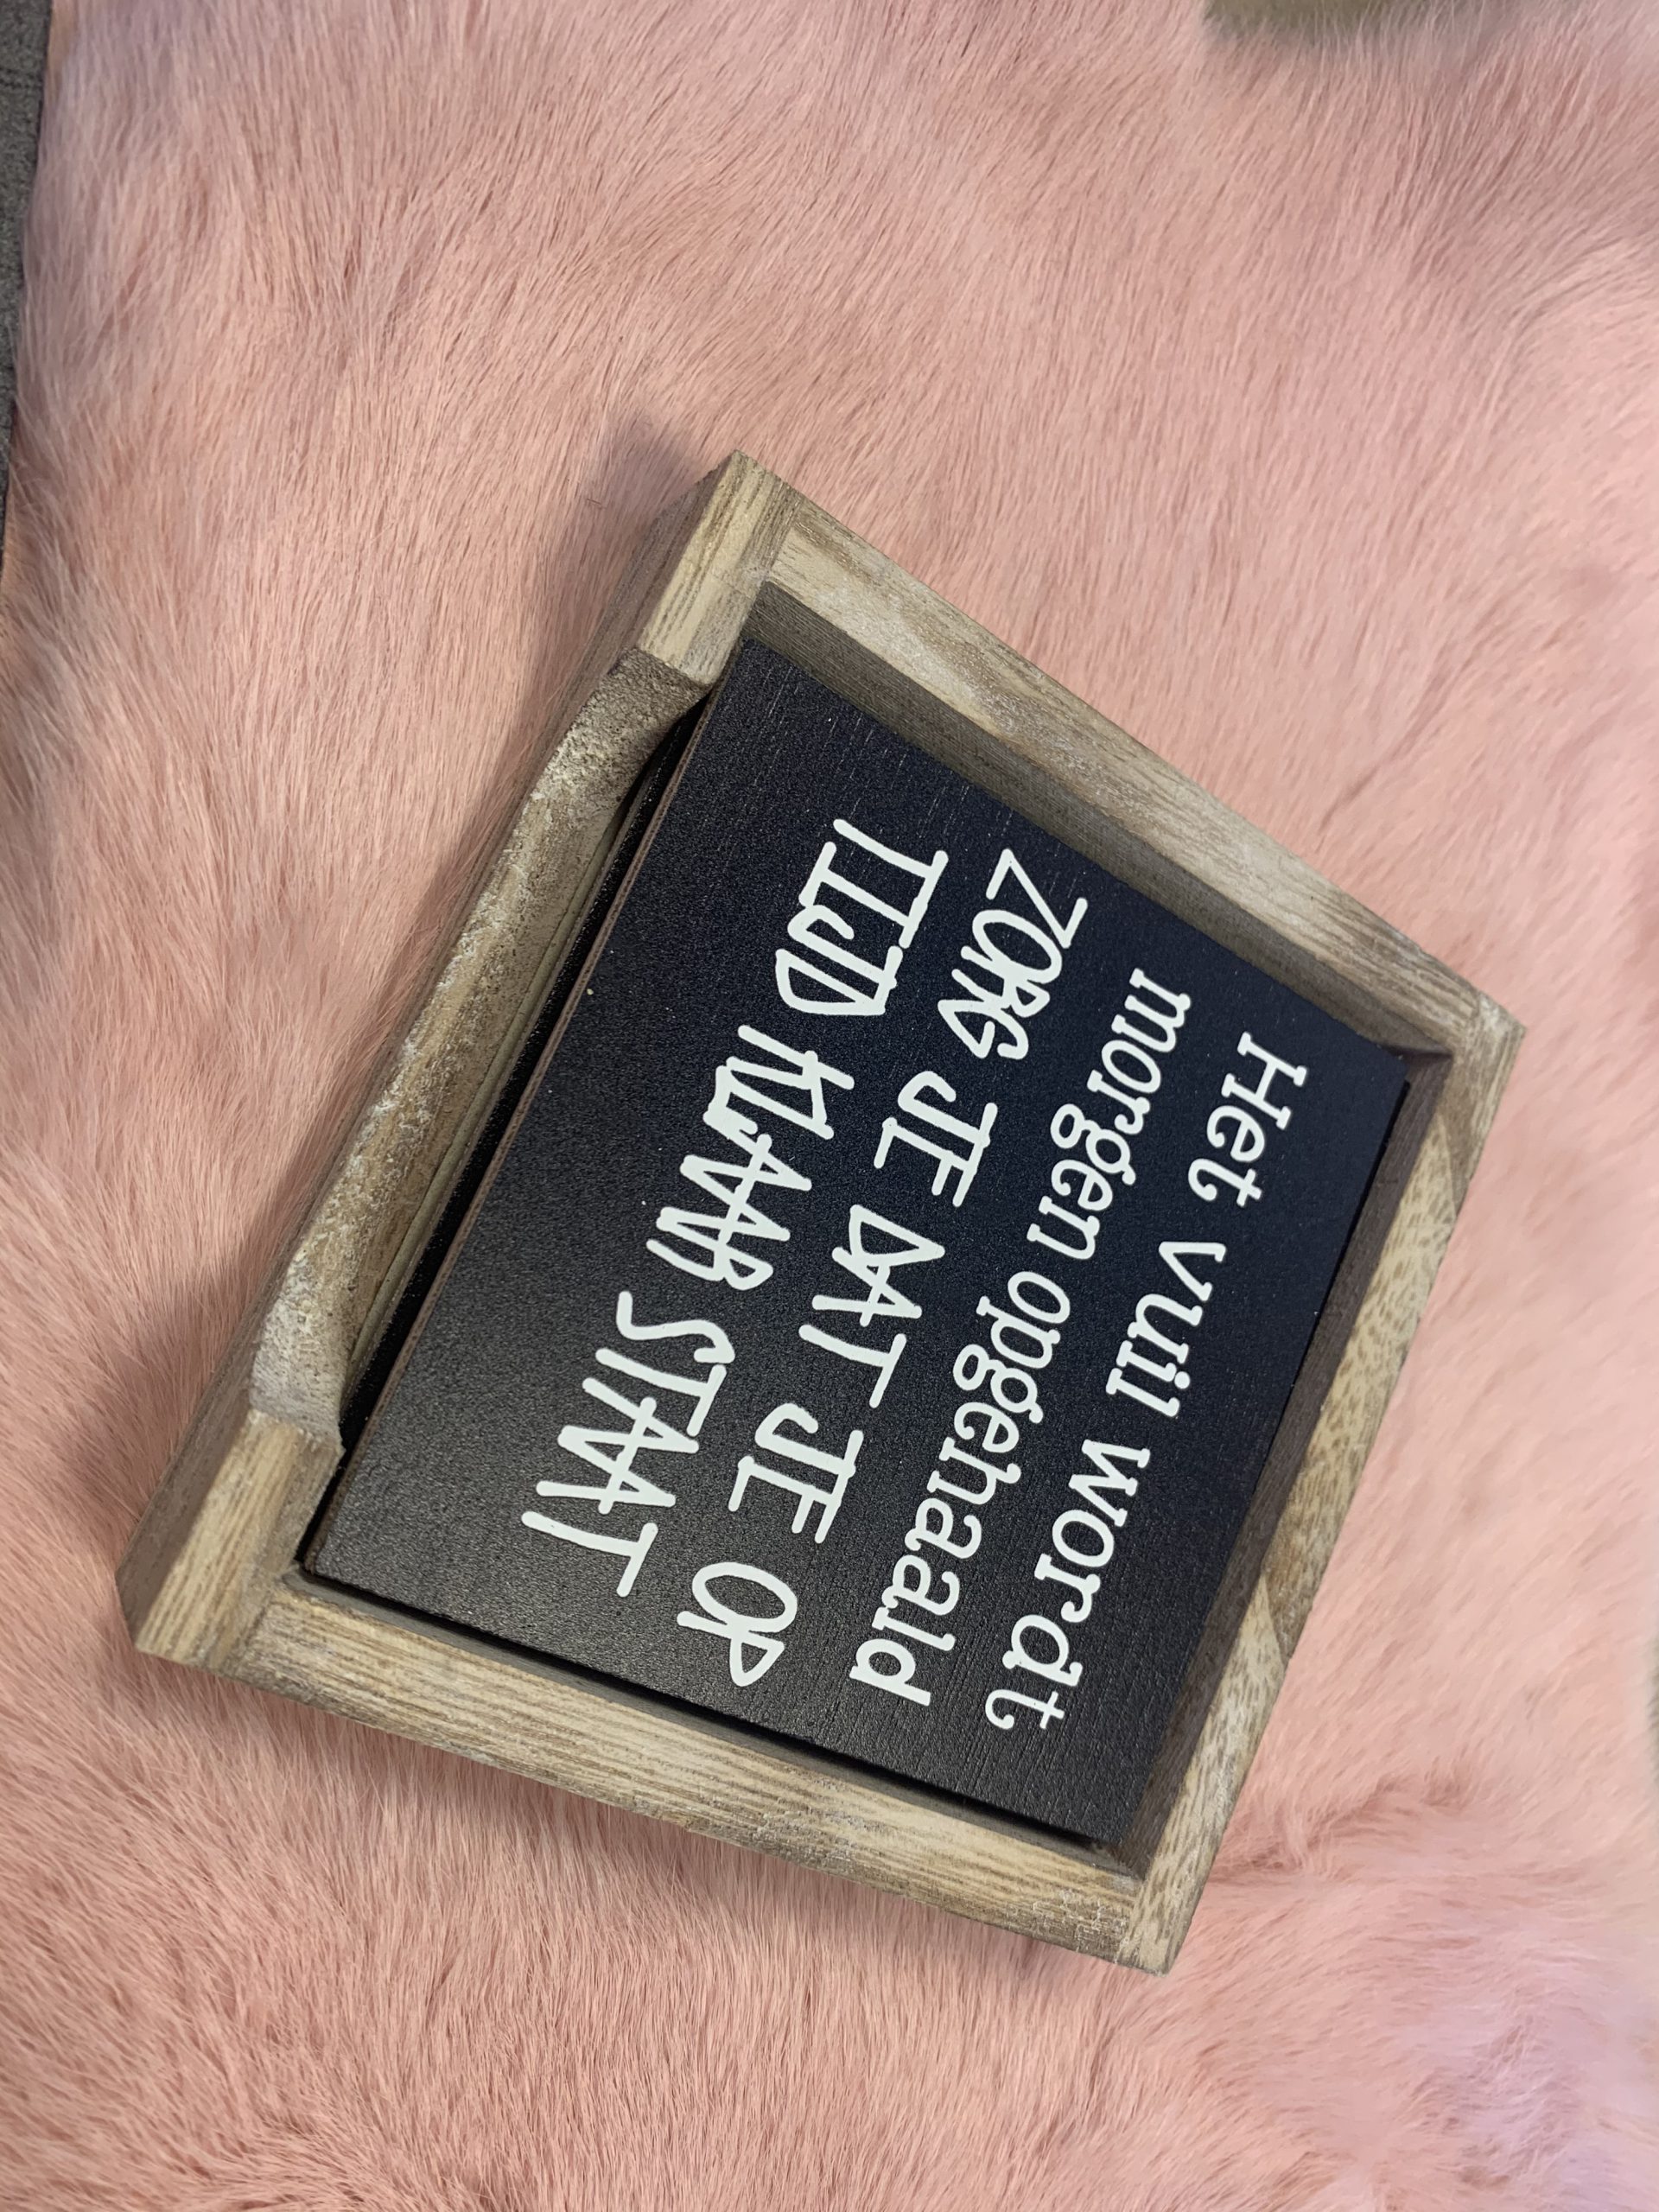 Het vuil wordt
morgen opgehaald
ZORG JE DAT JE OP
TIJD KLAAR STAAT